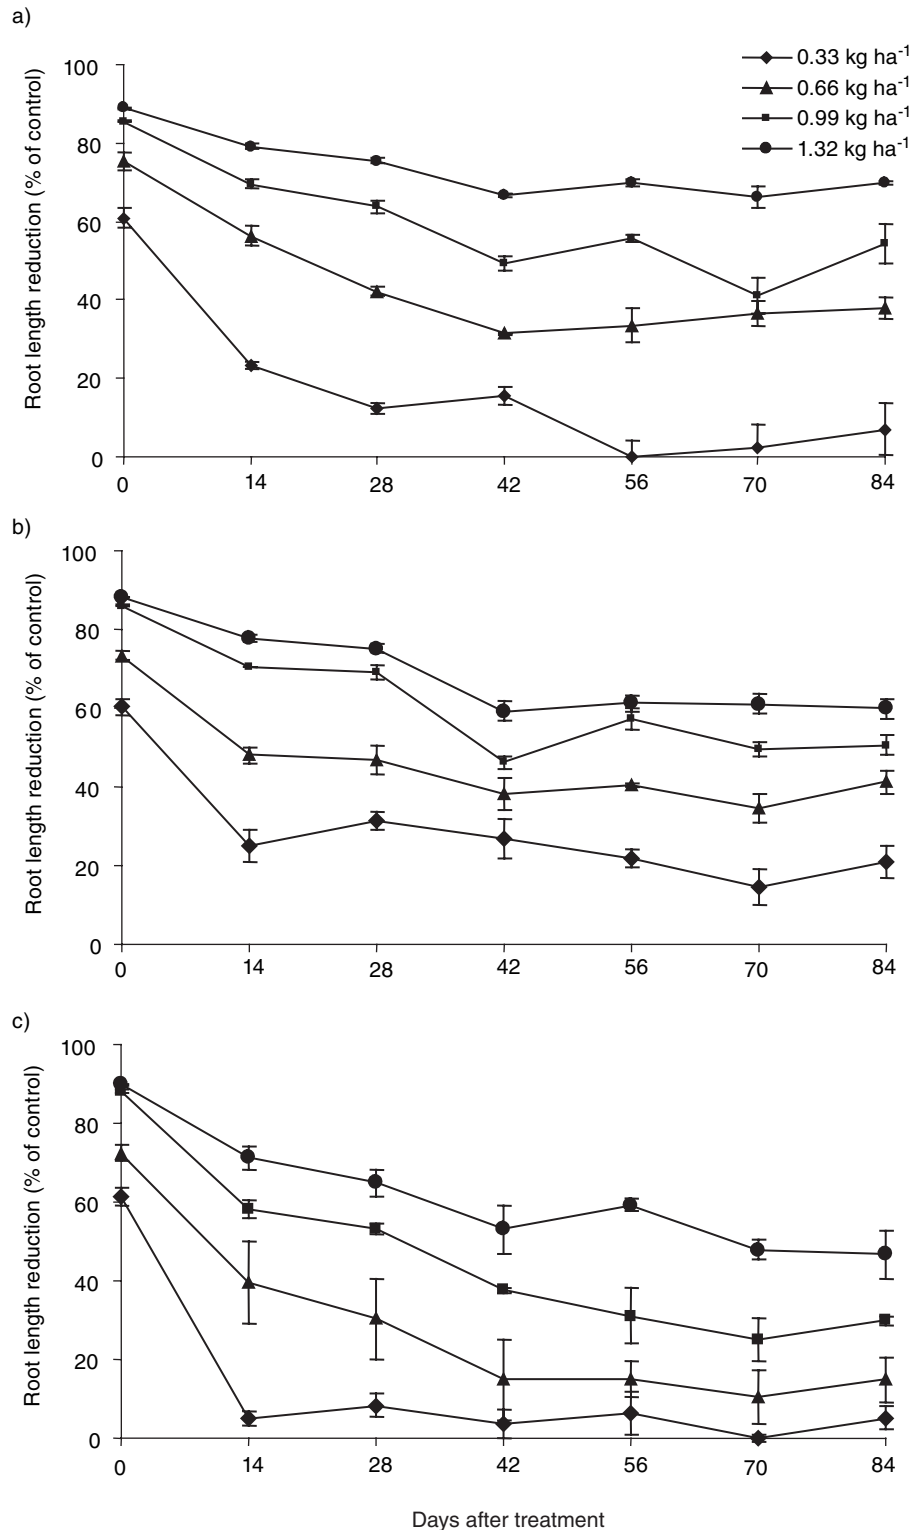 a)
Root length reduction (% of control)
100
80
60
40
20
0
0 14 28 42 56 70 84
0.33 kg ha-1
0.66 kg ha-1
0.99 kg ha-1
1.32 kg ha-1
b)
Root length reduction (% of control)
100
80
60
40
20
0
0 14 28 42 56 70 84
c)
Root length reduction (% of control)
100
80
60
40
20
0
0 14 28 42 56 70 84
Days after treatment